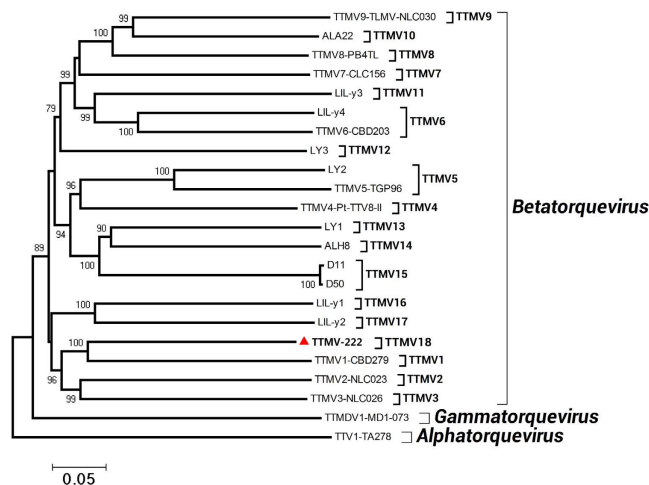 99 TTMV9-TLMV-NLC030 TTMV9
100 ALA22 TTMV10
TTMV8-PB4TL TTMV8
99 TTMV7-CLC156 TTMV7
LIL-y3 TTMV11
79 99 LIL-y4
100 TTMV6-CBD203 TTMV6
LY3 TTMV12
100 LY2
TTMV5-TGP96 TTMV5
96 TTMV4-Pt-TTV8-II TTMV4
Betatorquevirus
94 90 LY1 TTMV13
ALH8 TTMV14
100 D11
100 D50 TTMV15
89
100 LIL-y1 TTMV16
LIL-y2 TTMV17
100 TTMV-222 TTMV18
TTMV1-CBD279 TTMV1
96 TTMV2-NLC023 TTMV2
99 TTMV3-NLC026 TTMV3
TTMDV1-MD1-073 Gammatorquevirus
TTV1-TA278 Alphatorquevirus
0.05